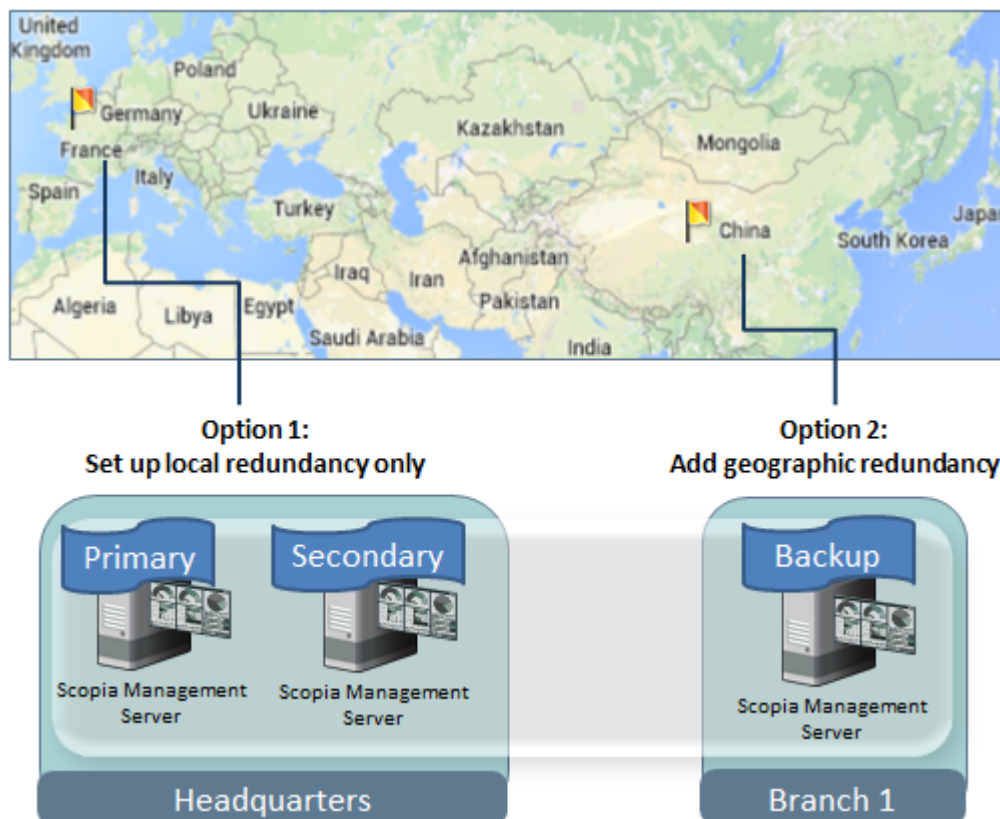 United
Kingdom
Poland
Germany
Ukraine
France
Kazakhstan
Mongolia
Italy
Spain
Turkey
China
Japa
South Korea
Afghanistan
Iraq
Iran
Algeria
Libya
Egypt
Pakistan
Saudi Arabia
India
Option 1:
Set up local redundancy only
Option 2:
Add geographic redundancy
Primary
Secondary
Backup
Scopia Management
Server
Scopia Management
Server
Scopia Management
Server
Headquarters
Branch 1